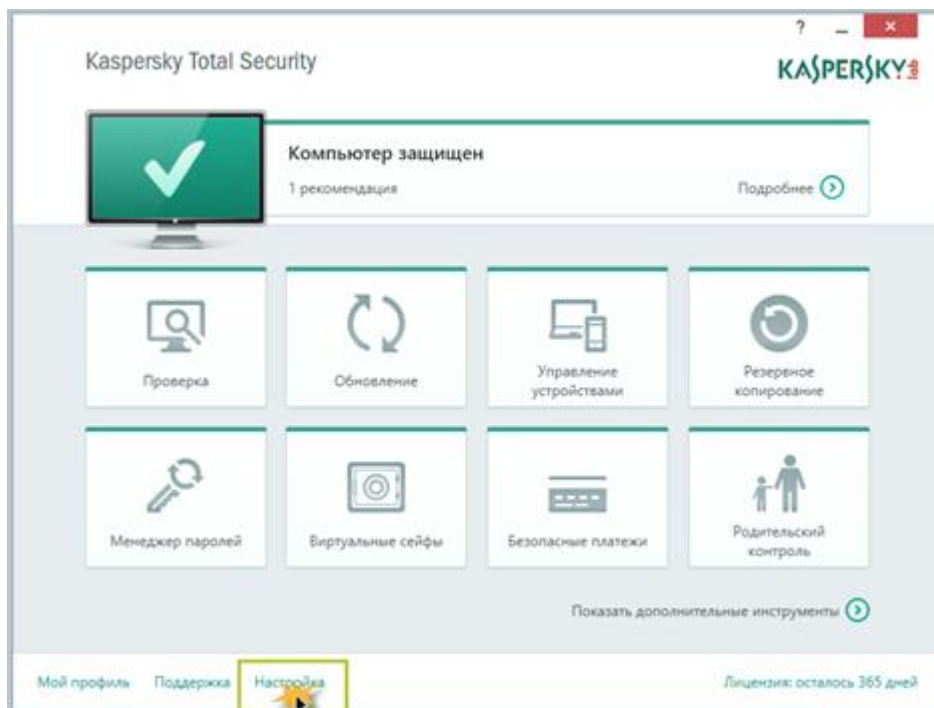 ?
Kaspersky Total Security
KASPERSKY lab
Компьютер защищен
1 рекомендация
Подробнее
Проверка
Обновление
Управление
устройствами
Резервное
копирование
Менеджер паролей
Виртуальные сейфы
Безопасные платежи
Родительский
контроль
Показать дополнительные инструменты
Мой профиль Поддержка Настройка
Лицензия: осталось 365 дней